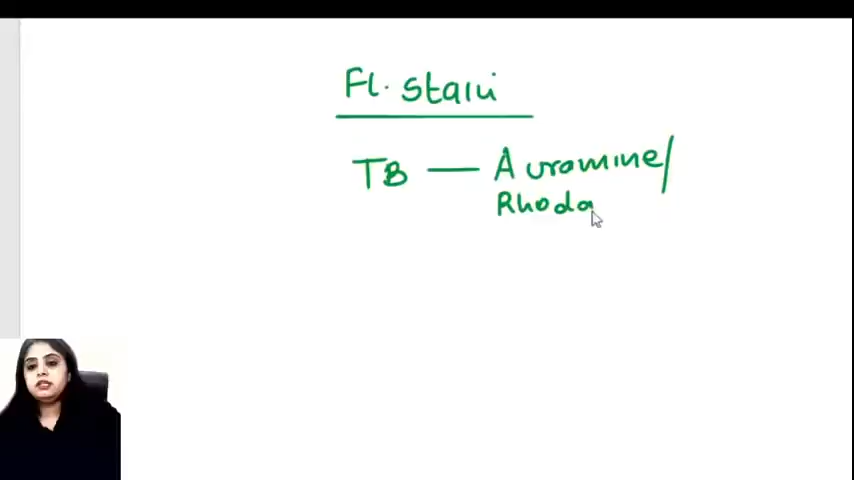 Fl. stain
TB — Auramine/
Rhoda